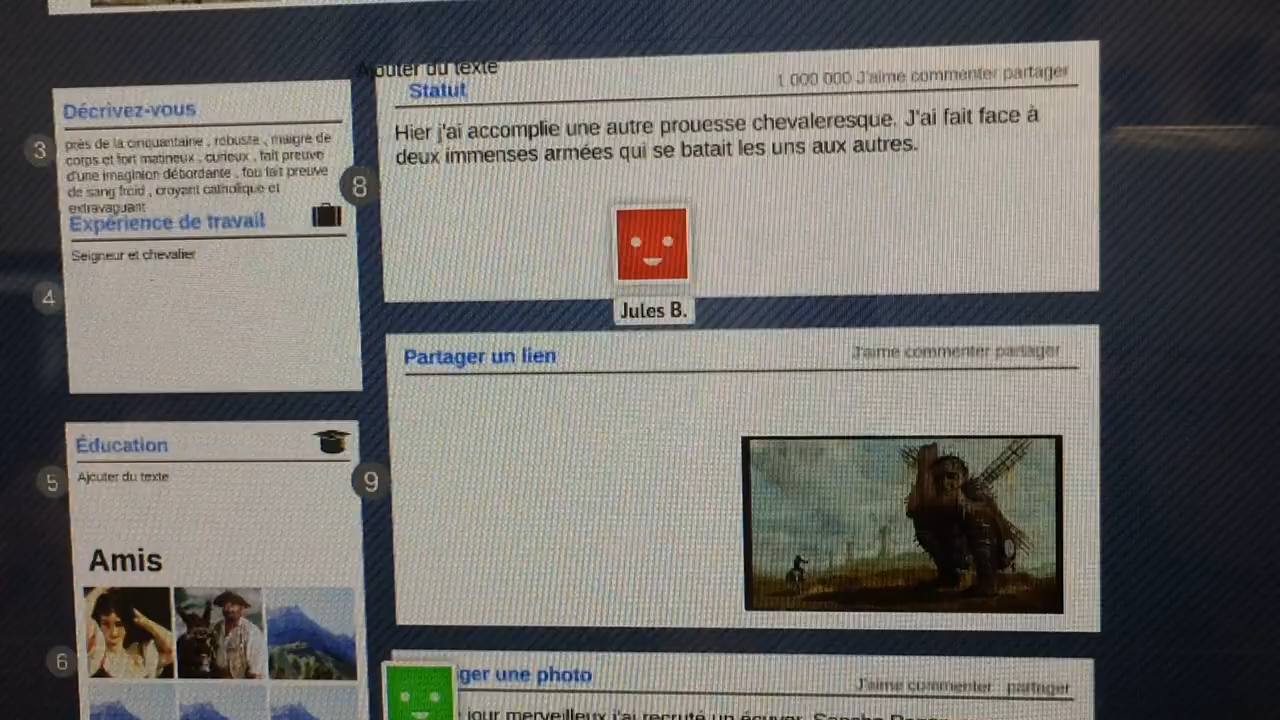 Ajouter du texte
Décrivez-vous
3
près de la cinquantaine , robuste , maigre de
corps et fort matineux , curieux , fait preuve
d'une imaginion débordante , fou fait preuve
de sang froid , croyant catholique et
extravaguant
Expérience de travail
Seigneur et chevalier
4
Éducation
5
Ajouter du texte
Amis
6
Statut
1 000 000 J'aime commenter partager
Hier j'ai accomplie une autre prouesse chevaleresque. J'ai fait face à
deux immenses armées qui se batait les uns aux autres.
8
Jules B.
Partager un lien
J'aime commenter partager
9
ger une photo
J'aime commenter partager
jour merveilleux j'ai recruté un écuyer, Sancho Panza